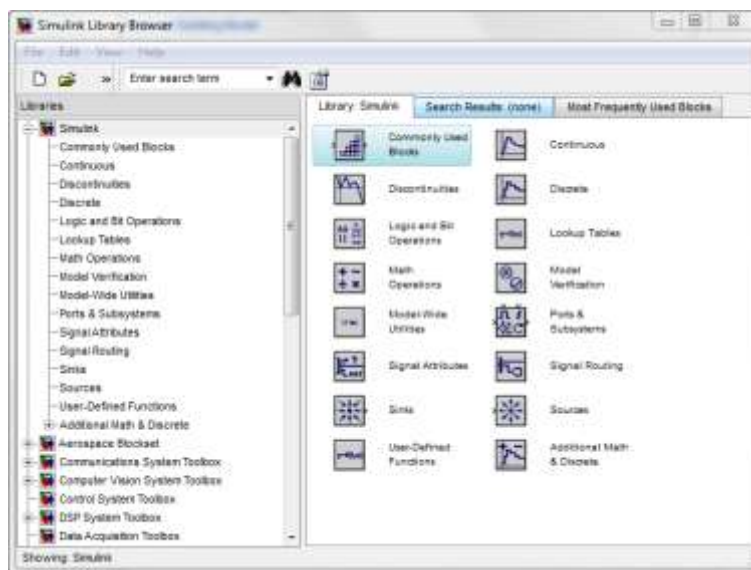 Simulink Library Browser
File Edit View Help
» Enter search term
Libraries
Simulink
Commonly Used Blocks
Continuous
Discontinuities
Discrete
Logic and Bit Operations
Lookup Tables
Math Operations
Model Verification
Model-Wide Utilities
Ports & Subsystems
Signal Attributes
Signal Routing
Sinks
Sources
User-Defined Functions
Additional Math & Discrete
Aerospace Blockset
Communications System Toolbox
Computer Vision System Toolbox
Control System Toolbox
DSP System Toolbox
Data Acquisition Toolbox
Library: Simulink Search Results: (none) Most Frequently Used Blocks
Commonly Used
Blocks
Continuous
Discontinuities
Discrete
Logic and Bit
Operations
Lookup Tables
Math
Operations
Model
Verification
Model-Wide
Utilities
Ports &
Subsystems
Signal Attributes
Signal Routing
Sinks
Sources
User-Defined
Functions
Additional Math
& Discrete
Showing: Simulink